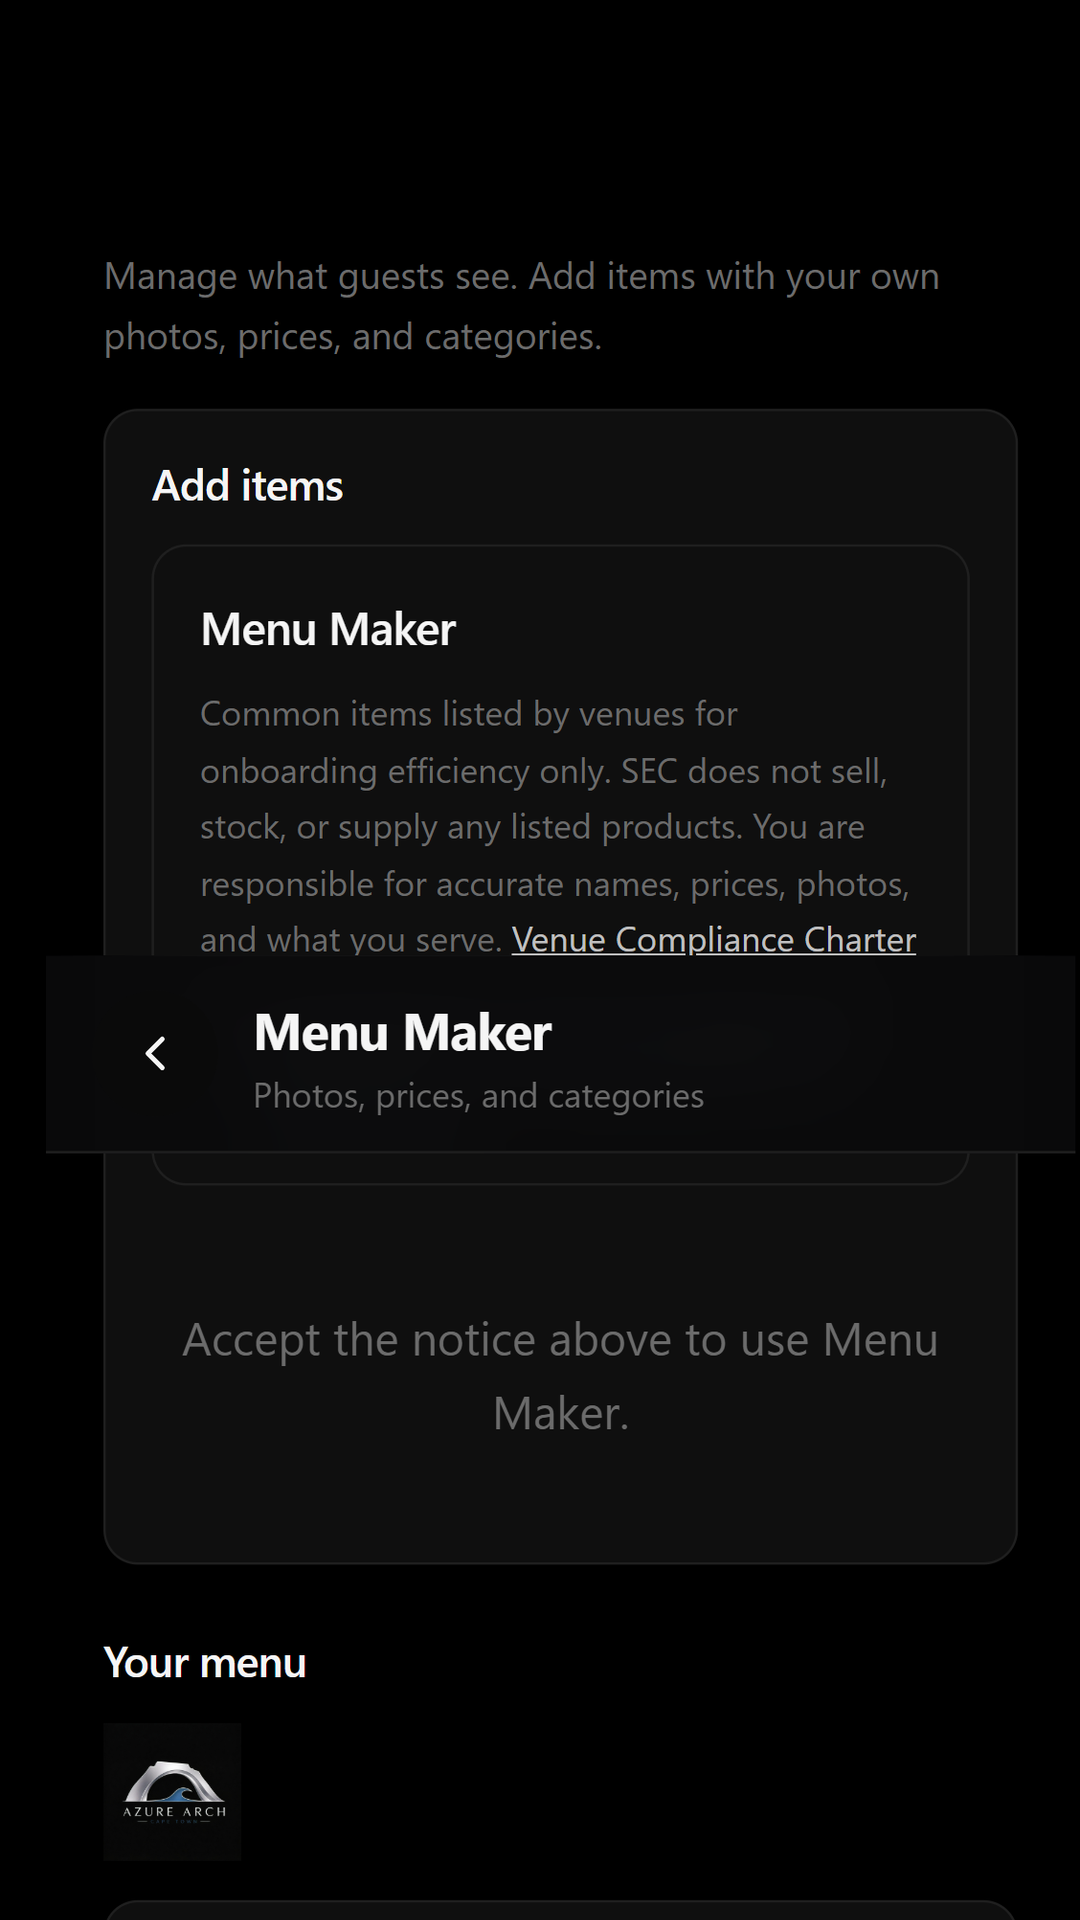 Manage what guests see. Add items with your own
photos, prices, and categories.
Add items
Menu Maker
Common items listed by venues for
onboarding efficiency only. SEC does not sell,
stock, or supply any listed products. You are
responsible for accurate names, prices, photos,
and what you serve. Venue Compliance Charter
Menu Maker
Photos, prices, and categories
Accept the notice above to use Menu
Maker.
Your menu
AZURE ARCH
CAPE TOWN